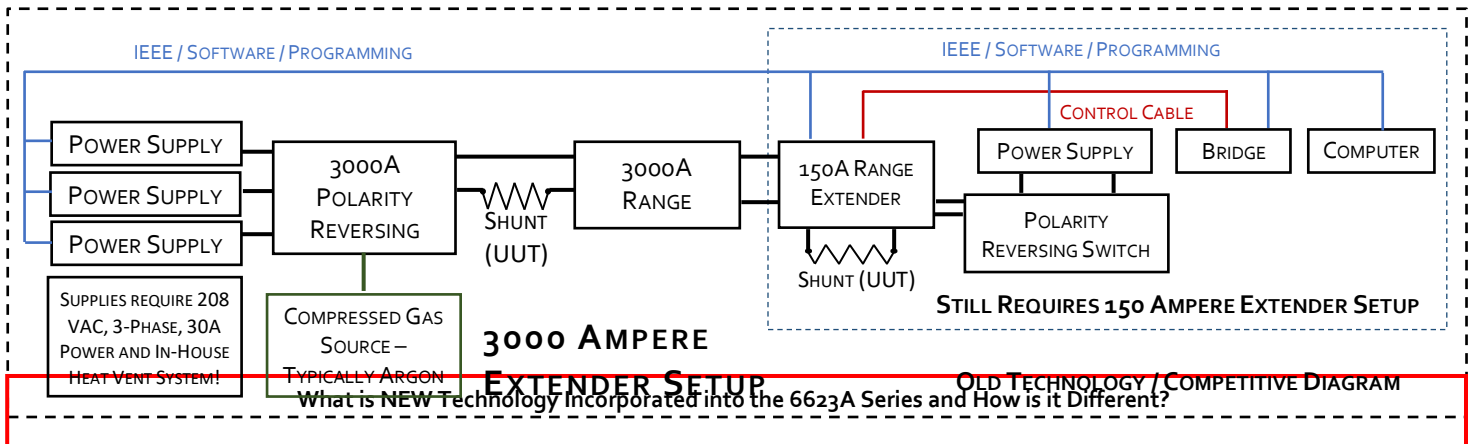 IEEE / Software / Programming
IEEE / Software / Programming
Control Cable
Power Supply
Power Supply
Power Supply
3000A
Polarity
Reversing
Shunt
(UUT)
3000A
Range
150A Range
Extender
Shunt (UUT)
Power Supply
Bridge
Computer
Polarity
Reversing Switch
Still Requires 150 Ampere Extender Setup
Supplies require 208
VAC, 3-Phase, 30A
Power and In-House
Heat Vent System!
Compressed Gas
Source –
Typically Argon
3000 Ampere
Extender Setup
Old Technology / Competitive Diagram
What is NEW Technology Incorporated into the 6623A Series and How is it Different?